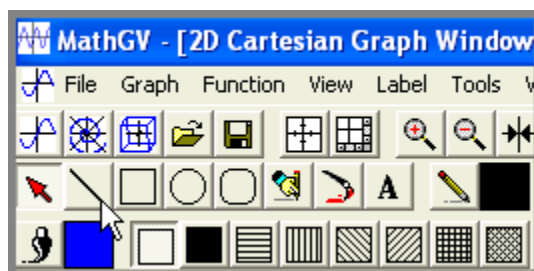 MathGV - [2D Cartesian Graph Window
File Graph Function View Label Tools
A